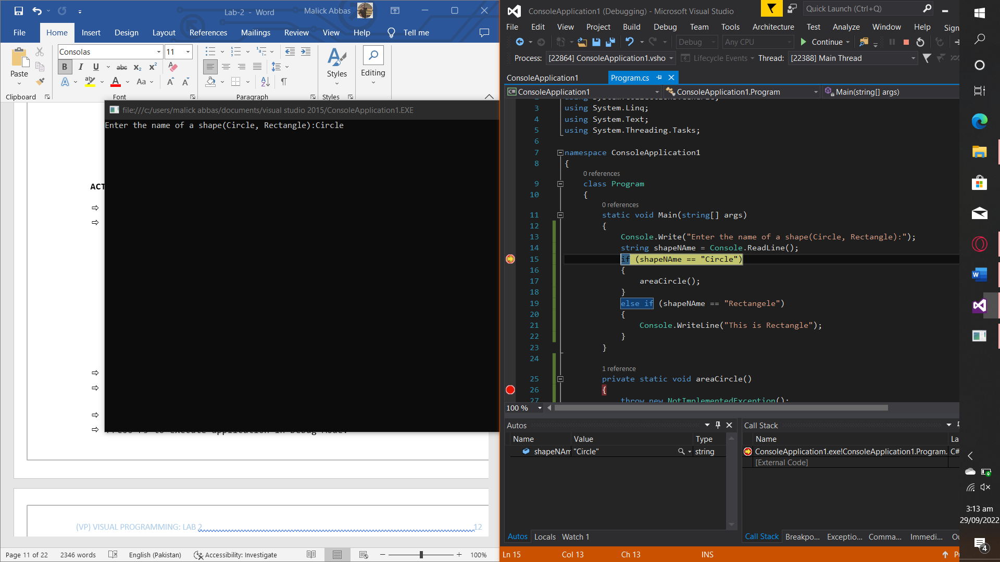 Lab-2 - Word
Malick Abbas
File Home Insert Design Layout References Mailings Review View Help Tell me
Paste
Clipboard
Consolas 11
B I U abc x₂ x²
A A Aa A A
Font
Paragraph
Styles
Styles
Editing
ACT
file:///c:/users/malick abbas/documents/visual studio 2015/ConsoleApplication1.EXE
Enter the name of a shape(Circle, Rectangle):Circle
(VP) VISUAL PROGRAMMING: LAB 2 12
Page 11 of 22 2346 words English (Pakistan) Accessibility: Investigate 100%
ConsoleApplication1 (Debugging) - Microsoft Visual Studio
Quick Launch (Ctrl+Q)
File Edit View Project Build Debug Team Tools Architecture Test Analyze Window Help Sign
Debug Any CPU Continue
Process: [22864] ConsoleApplication1.vsho Lifecycle Events Thread: [22388] Main Thread
ConsoleApplication1 Program.cs
ConsoleApplication1 ConsoleApplication1.Program Main(string[] args)
3 using System.Linq;
4 using System.Text;
5 using System.Threading.Tasks;
6
7 namespace ConsoleApplication1
8 {
0 references
9 class Program
10 {
0 references
11 static void Main(string[] args)
12 {
13 Console.Write("Enter the name of a shape(Circle, Rectangle):");
14 string shapeNAme = Console.ReadLine();
15 if (shapeNAme == "Circle")
16 {
17 areaCircle();
18 }
19 else if (shapeNAme == "Rectangele")
20 {
21 Console.WriteLine("This is Rectangle");
22 }
23 }
24
1 reference
25 private static void areaCircle()
26 {
27 throw new NotImplementedException();
100 %
Autos
Name Value Type
shapeNAm "Circle" string
Autos Locals Watch 1
Call Stack
Name La
ConsoleApplication1.exe!ConsoleApplication1.Program. C#
[External Code]
Call Stack Breakpo... Exceptio... Comma... Immedi... Ou
Ln 15 Col 13 Ch 13 INS
3:13 am
29/09/2022
4